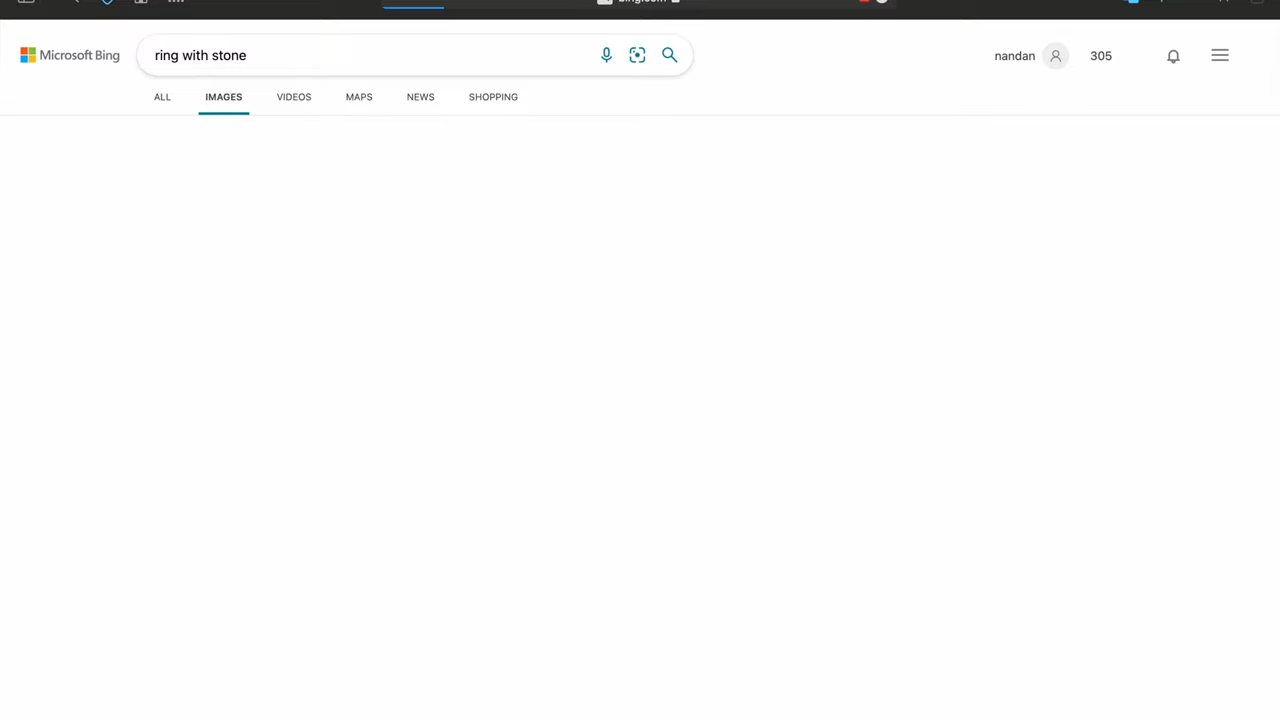 Microsoft Bing
ring with stone
nandan
305
ALL
IMAGES
VIDEOS
MAPS
NEWS
SHOPPING